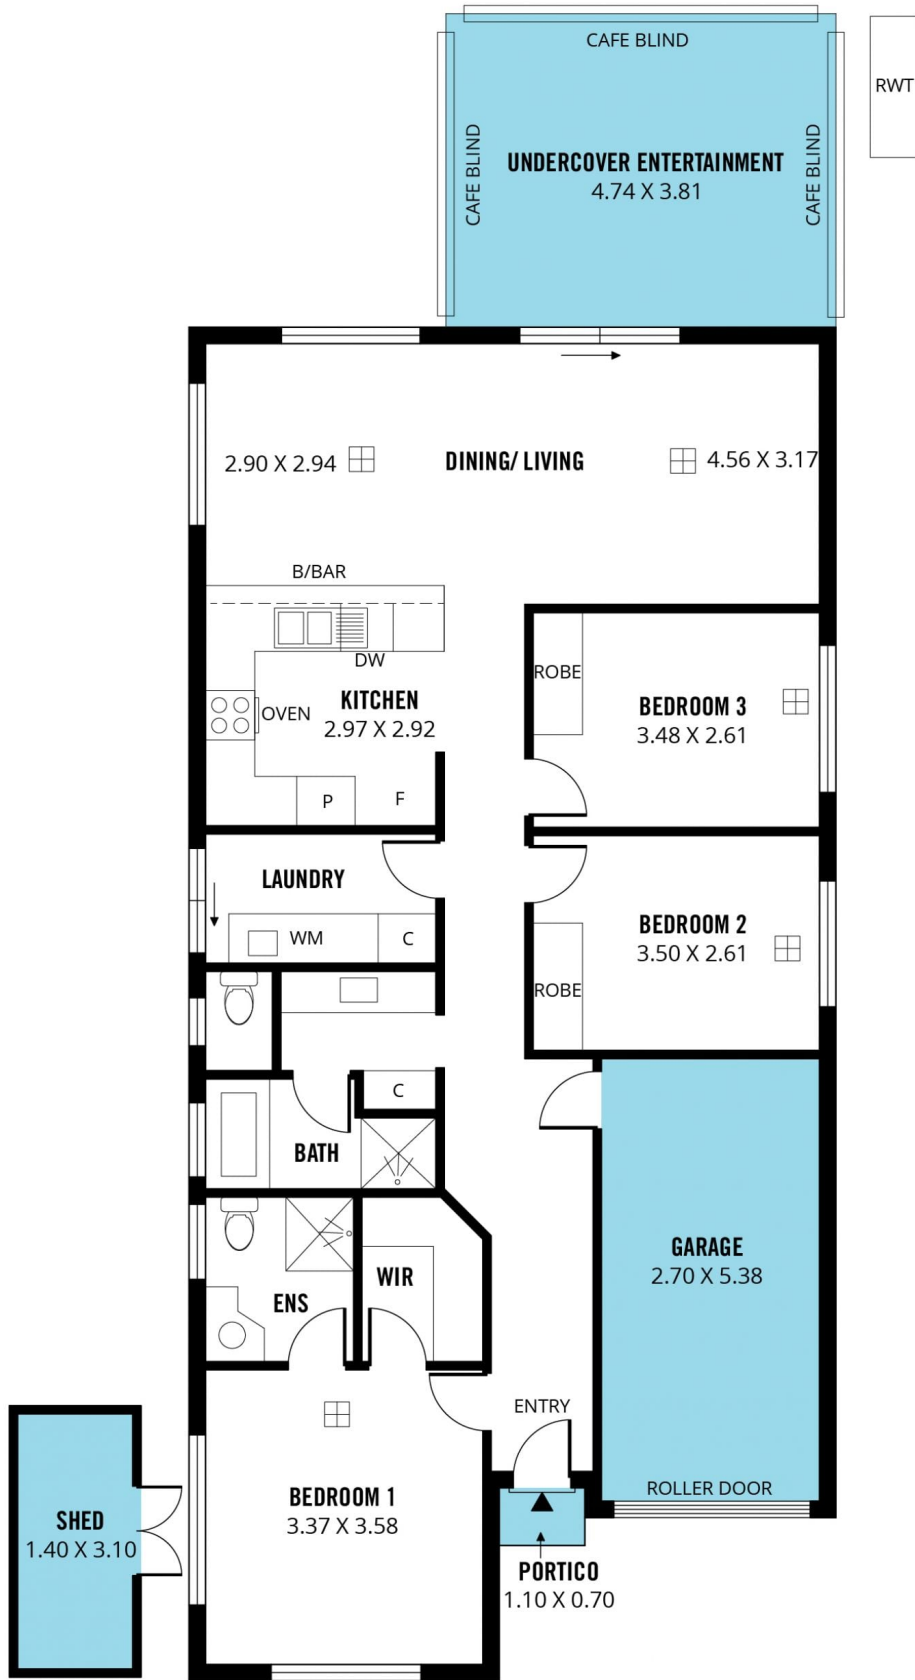 CAFE BLIND
RWT
CAFE BLIND
UNDERCOVER ENTERTAINMENT
4.74 X 3.81
CAFE BLIND
2.90 X 2.94
DINING/ LIVING
4.56 X 3.17
B/BAR
DW
ROBE
OVEN
KITCHEN
2.97 X 2.92
BEDROOM 3
3.48 X 2.61
P
F
LAUNDRY
WM
C
BEDROOM 2
3.50 X 2.61
ROBE
C
BATH
GARAGE
2.70 X 5.38
WIR
ENS
ENTRY
ROLLER DOOR
BEDROOM 1
3.37 X 3.58
SHED
1.40 X 3.10
PORTICO
1.10 X 0.70